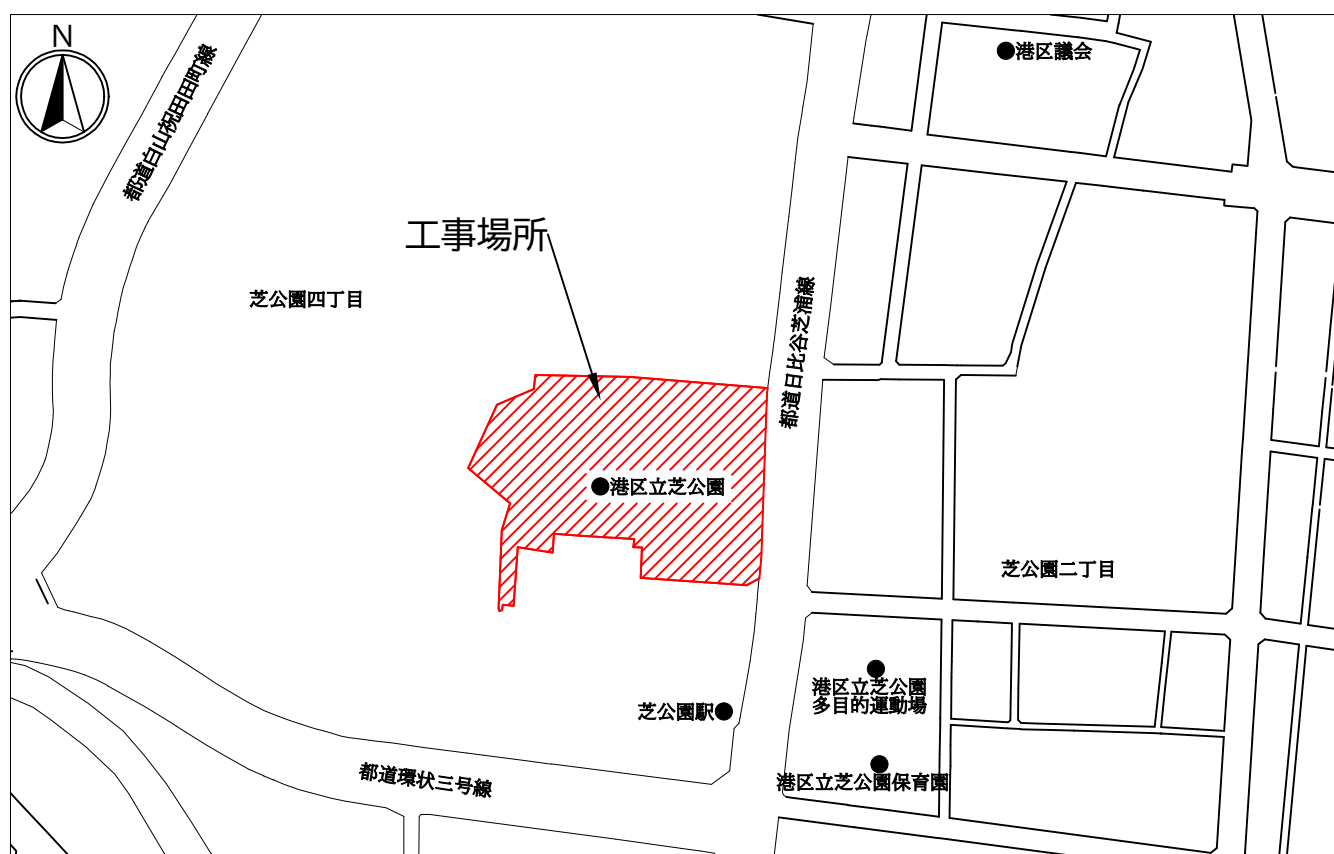 N
●港区議会
都道白山祝田田町線
工事場所
芝公園四丁目
都道日比谷芝浦線
●港区立芝公園
芝公園二丁目
港区立芝公園
多目的運動場
芝公園駅●
都道環状三号線
港区立芝公園保育園